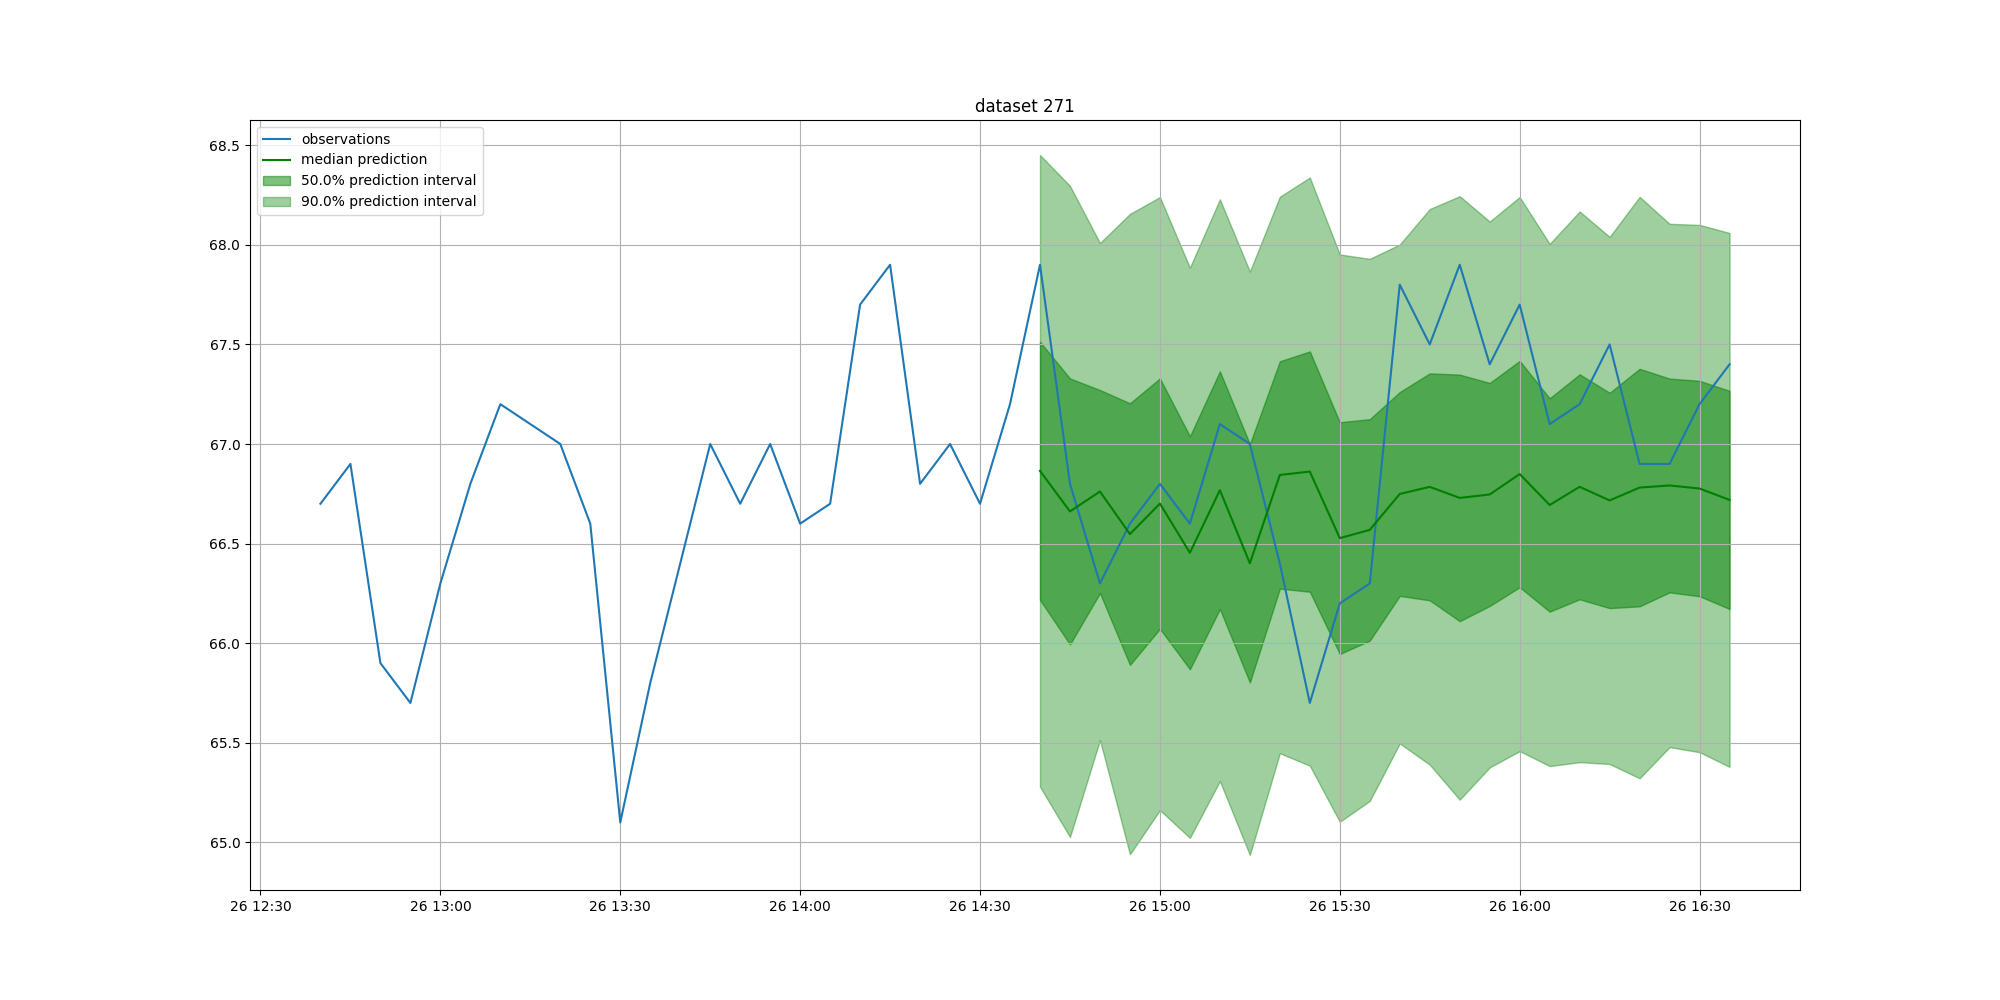 dataset 271
observations
median prediction
50.0% prediction interval
90.0% prediction interval
68.5
68.0
67.5
67.0
66.5
66.0
65.5
65.0
26 12:30 26 13:00 26 13:30 26 14:00 26 14:30 26 15:00 26 15:30 26 16:00 26 16:30